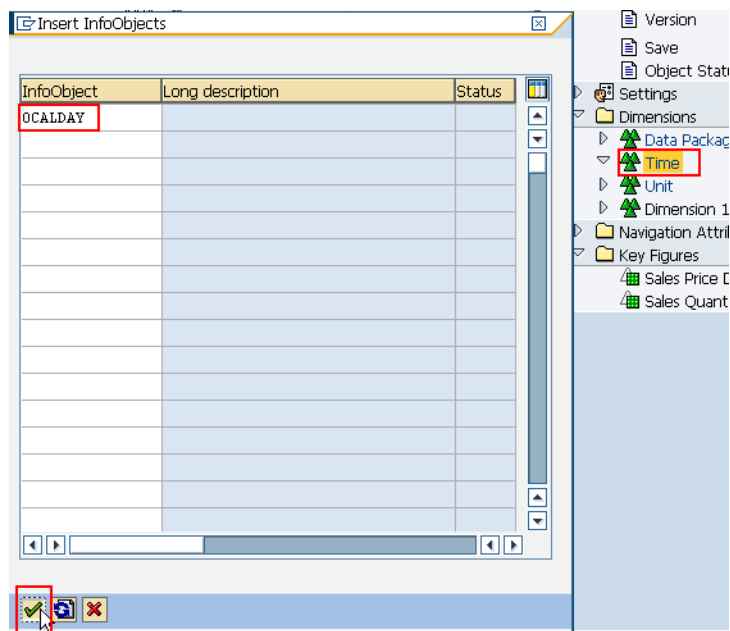 Insert InfoObjects
InfoObject Long description Status
0CALDAY
Version
Save
Object Stat
Settings
Dimensions
Data Packag
Time
Unit
Dimension 1
Navigation Attri
Key Figures
Sales Price D
Sales Quant